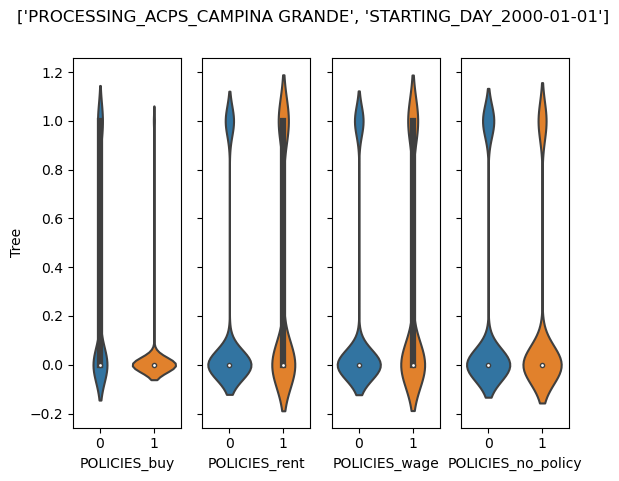 ['PROCESSING_ACPS_CAMPINA GRANDE', 'STARTING_DAY_2000-01-01']
Tree
1.2
1.0
0.8
0.6
0.4
0.2
0.0
−0.2
0 1 0 1 0 1 0 1
POLICIES_buy POLICIES_rent POLICIES_wage POLICIES_no_policy